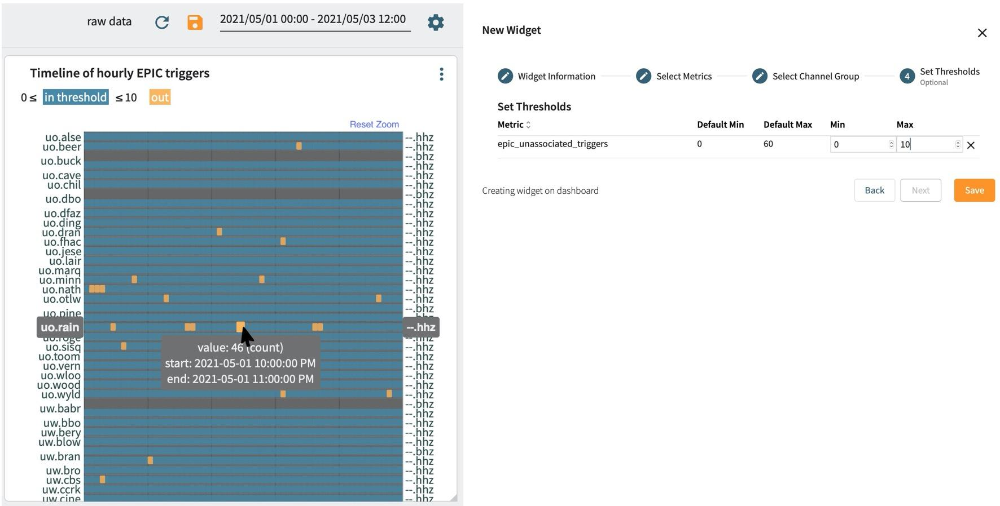 raw data
2021/05/01 00:00 - 2021/05/03 12:00
Timeline of hourly EPIC triggers
0 ≤ in threshold ≤ 10 out
Reset Zoom
uo.alse
uo.beer
uo.buck
uo.cave
uo.chil
uo.dbo
uo.dfaz
uo.ding
uo.dran
uo.fhac
uo.jese
uo.lair
uo.marq
uo.minn
uo.nath
uo.otlw
uo.pine
uo.rain
uo.roge
uo.sisq
uo.toom
uo.vern
uo.wloo
uo.wood
uo.wyld
uw.babr
uw.bbo
uw.bery
uw.blow
uw.bran
uw.bro
uw.cbs
uw.ccrk
uw.cine
--.hhz
--.hhz
--.bhz
--.hhz
--.hhz
--.hhz
--.bhz
--.hhz
--.hhz
--.hhz
--.hhz
--.hhz
--.hhz
--.hhz
--.hhz
--.hhz
--.hhz
--.hhz
--.bhz
--.hhz
--.hhz
--.hhz
--.hhz
--.hhz
--.hhz
--.hhz
--.hhz
--.bhz
--.hhz
--.hhz
--.hhz
--.hhz
--.bhz
--.hhz
--.hhz
--.hhz
--.hhz
--.hhz
value: 46 (count)
start: 2021-05-01 10:00:00 PM
end: 2021-05-01 11:00:00 PM
New Widget
Widget Information
Select Metrics
Select Channel Group
4 Set Thresholds
Optional
Set Thresholds
Metric Default Min Default Max Min Max
epic_unassociated_triggers 0 60 0 10
Creating widget on dashboard
Back Next Save